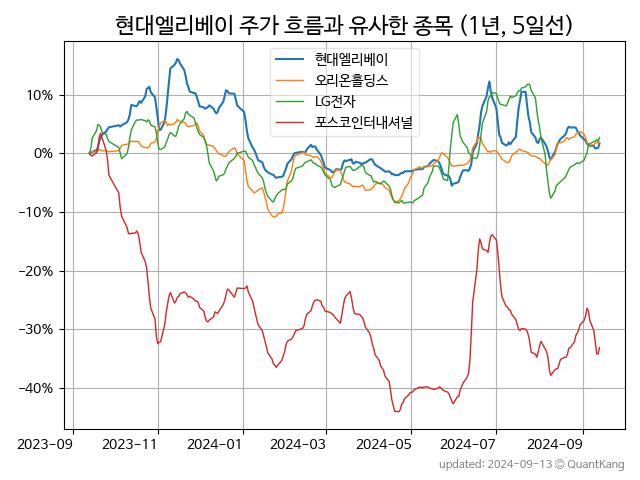 현대엘리베이 주가 흐름과 유사한 종목 (1년, 5일선)
현대엘리베이
오리온홀딩스
LG전자
포스코인터내셔널
10%
0%
−10%
−20%
−30%
−40%
2023-09 2023-11 2024-01 2024-03 2024-05 2024-07 2024-09
updated: 2024-09-13 © QuantKang